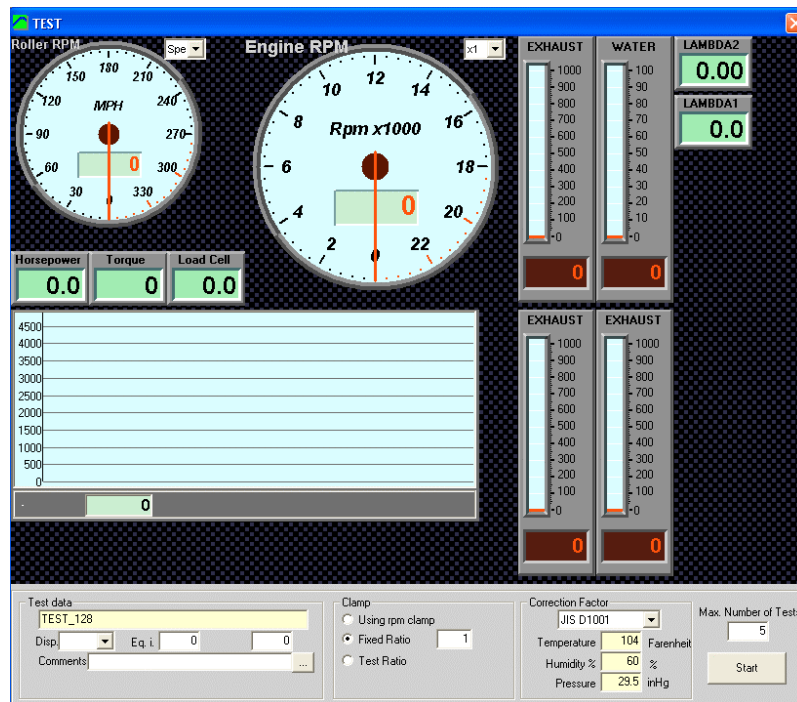 TEST
Roller RPM
Spe
Engine RPM
x1
EXHAUST
WATER
LAMBDA2
0.00
LAMBDA1
0.0
180
150
210
120
MPH
240
90
270
60
0
300
30
0
330
12
10
14
8
Rpm x1000
16
6
18
4
0
20
2
0
22
1000
900
800
700
600
500
400
300
200
100
0
0
100
90
80
70
60
50
40
30
20
10
0
0
Horsepower
Torque
Load Cell
0.0
0
0.0
4500
4000
3500
3000
2500
2000
1500
1000
500
0
-
0
EXHAUST
EXHAUST
1000
900
800
700
600
500
400
300
200
100
0
0
1000
900
800
700
600
500
400
300
200
100
0
0
Test data
TEST_128
Disp. Eq. i. 0 0
Comments ...
Clamp
Using rpm clamp
Fixed Ratio 1
Test Ratio
Correction Factor
JIS D1001
Temperature 104 Farenheit
Humidity % 60 %
Pressure 29.5 inHg
Max. Number of Tests
5
Start